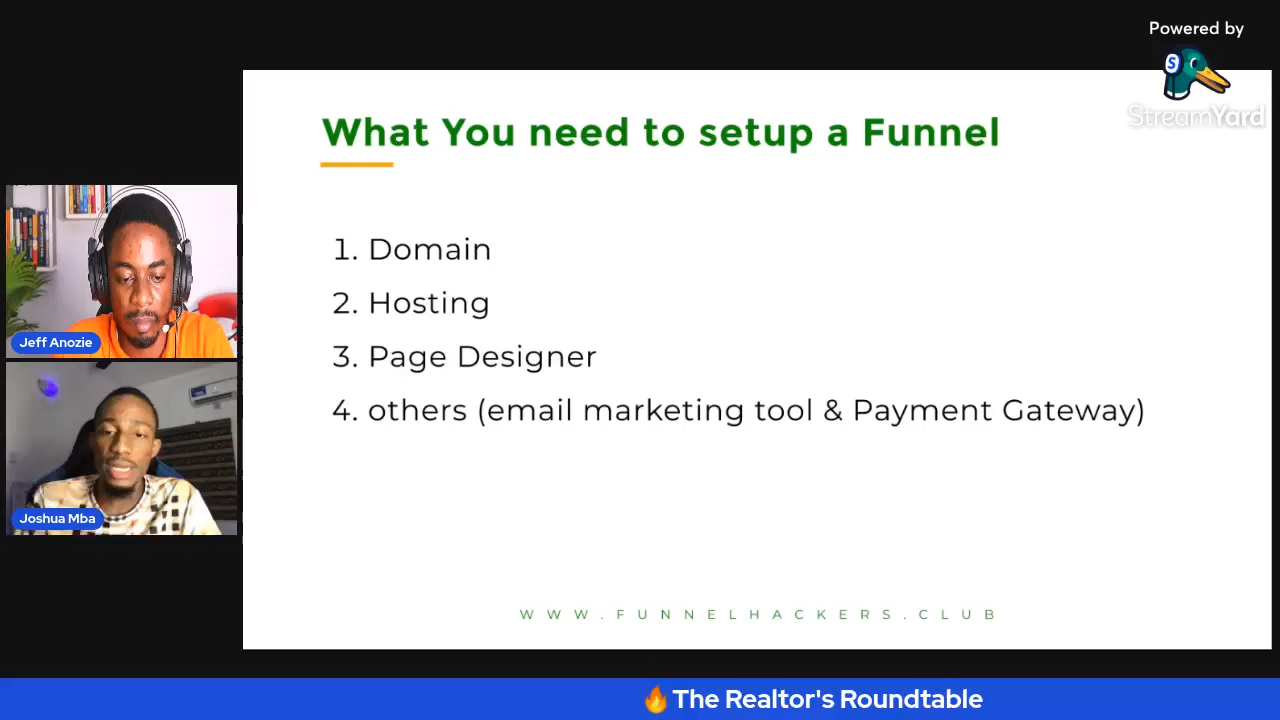 Powered by
StreamYard
What You need to setup a Funnel
1. Domain
2. Hosting
3. Page Designer
4. others (email marketing tool & Payment Gateway)
Jeff Anozie
Joshua Mba
WWW.FUNNELHACKERS.CLUB
🔥 The Realtor's Roundtable